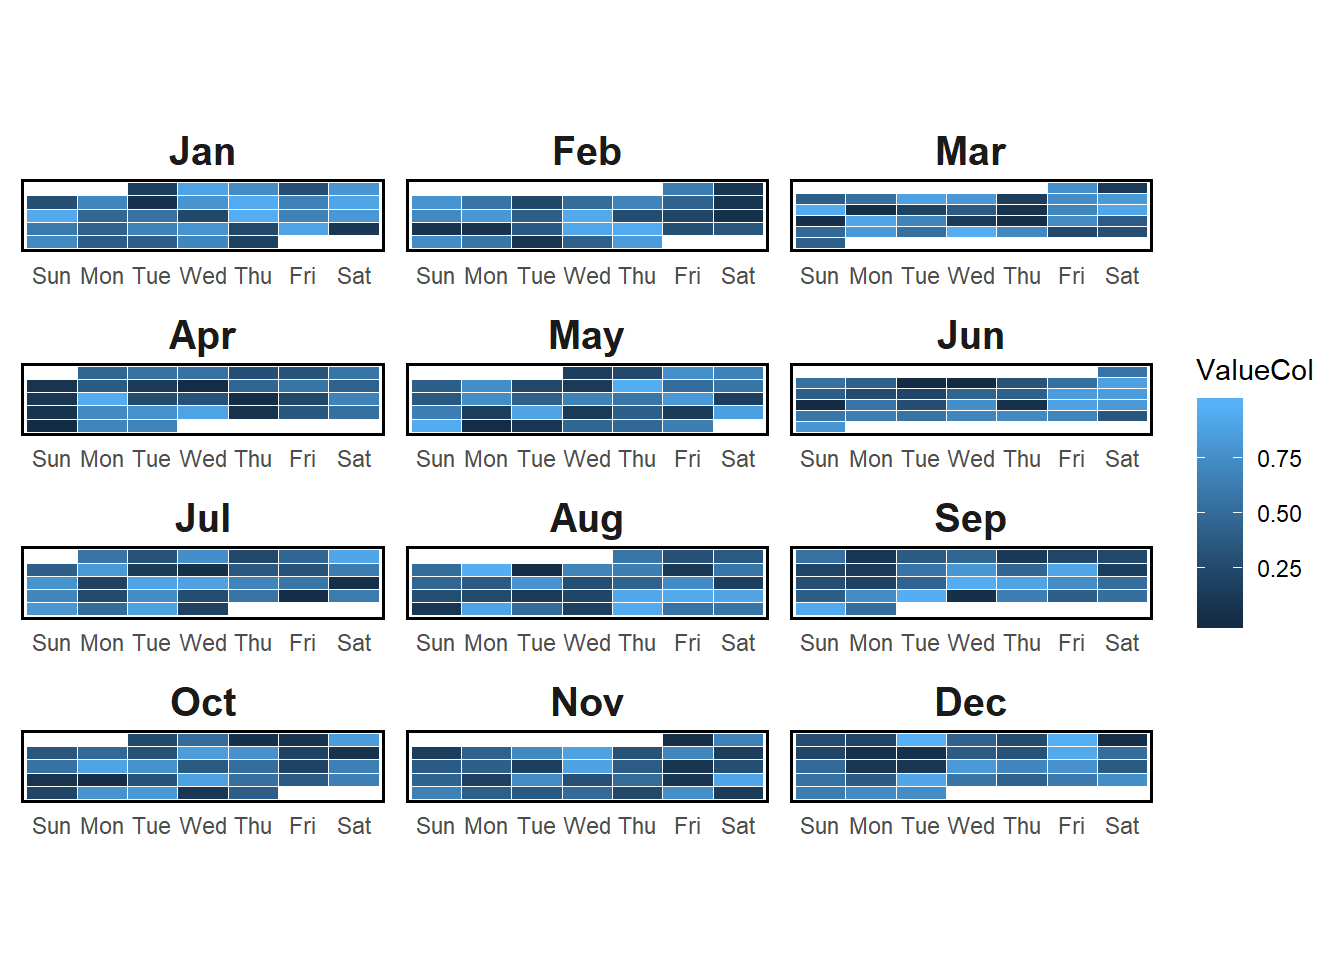 Jan Feb Mar
Sun Mon Tue Wed Thu Fri Sat Sun Mon Tue Wed Thu Fri Sat Sun Mon Tue Wed Thu Fri Sat
Apr May Jun
Sun Mon Tue Wed Thu Fri Sat Sun Mon Tue Wed Thu Fri Sat Sun Mon Tue Wed Thu Fri Sat
Jul Aug Sep
Sun Mon Tue Wed Thu Fri Sat Sun Mon Tue Wed Thu Fri Sat Sun Mon Tue Wed Thu Fri Sat
Oct Nov Dec
Sun Mon Tue Wed Thu Fri Sat Sun Mon Tue Wed Thu Fri Sat Sun Mon Tue Wed Thu Fri Sat
ValueCol
0.75
0.50
0.25